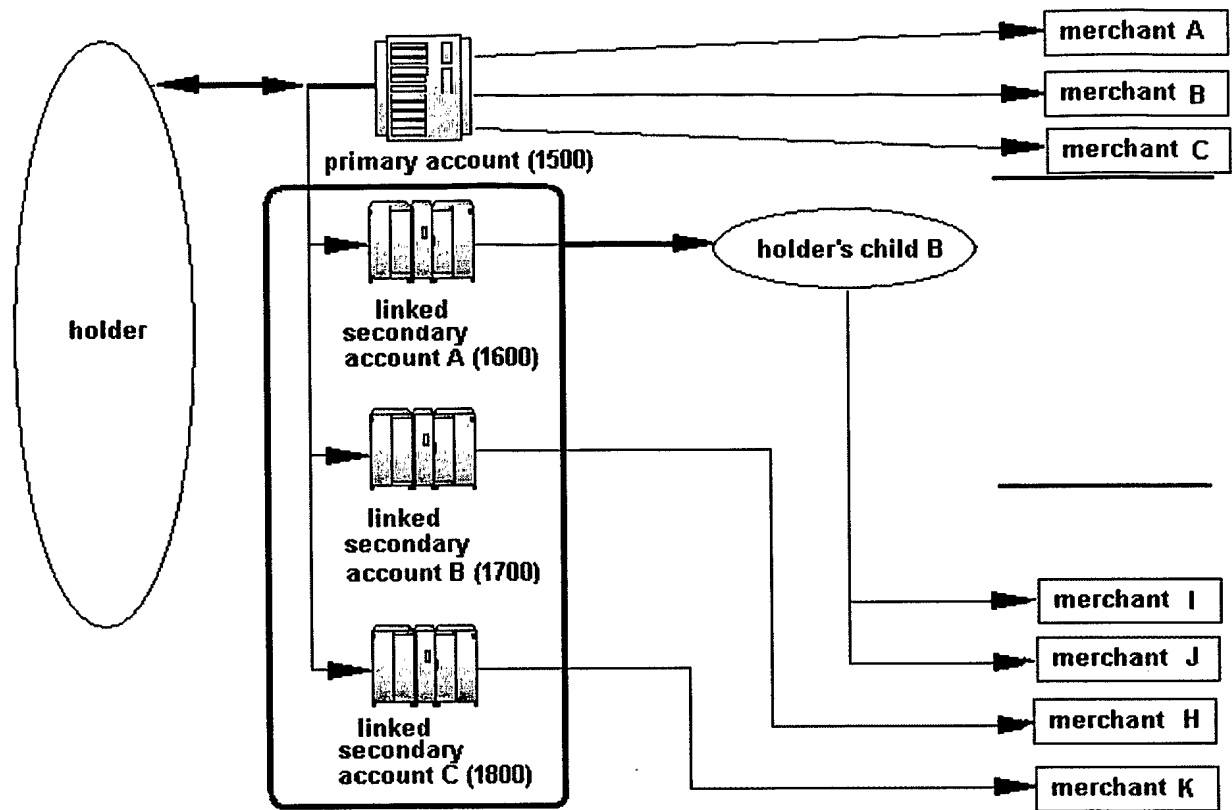 merchant A
merchant B
merchant C
primary account (1500)
holder
linked
secondary
account A (1600)
holder's child B
linked
secondary
account B (1700)
linked
secondary
account C (1800)
merchant I
merchant J
merchant H
merchant K